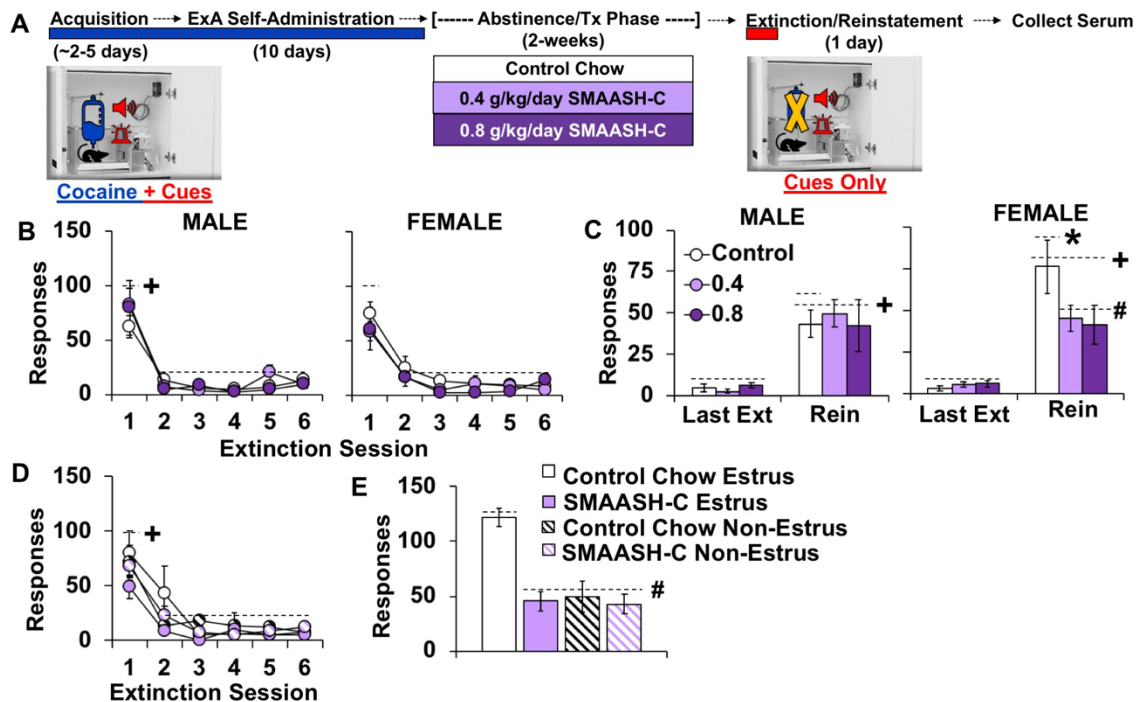 A
Acquisition
ExA Self-Administration
[------ Abstinence/Tx Phase -----]
Extinction/Reinstatement
Collect Serum
(~2-5 days)
(10 days)
(2-weeks)
(1 day)
Control Chow
0.4 g/kg/day SMAASH-C
0.8 g/kg/day SMAASH-C
Cocaine + Cues
Cues Only
B
MALE
FEMALE
Responses
150
100
50
0
+
1 2 3 4 5 6
1 2 3 4 5 6
Extinction Session
C
MALE
FEMALE
Responses
100
75
50
25
0
Control
0.4
0.8
+
*
+
#
Last Ext
Rein
Last Ext
Rein
D
Responses
150
100
50
0
+
1 2 3 4 5 6
Extinction Session
E
Responses
150
100
50
0
Control Chow Estrus
SMAASH-C Estrus
Control Chow Non-Estrus
SMAASH-C Non-Estrus
#